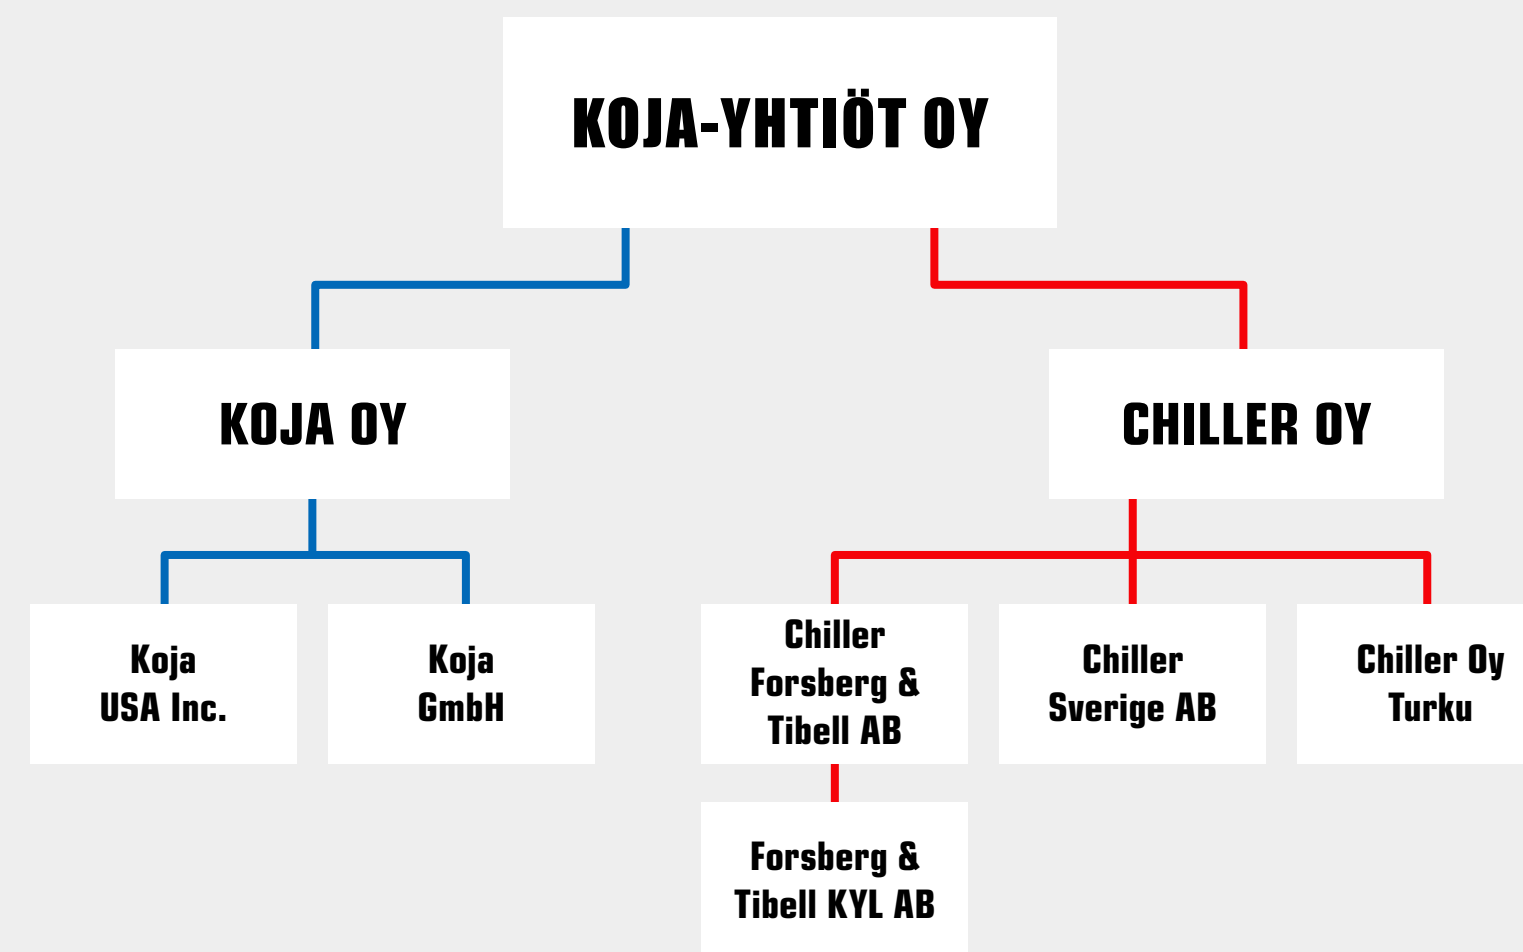 KOJA-YHTIÖT OY
KOJA OY
CHILLER OY
Koja
USA Inc.
Koja
GmbH
Chiller
Forsberg &
Tibell AB
Chiller
Sverige AB
Chiller Oy
Turku
Forsberg &
Tibell KYL AB